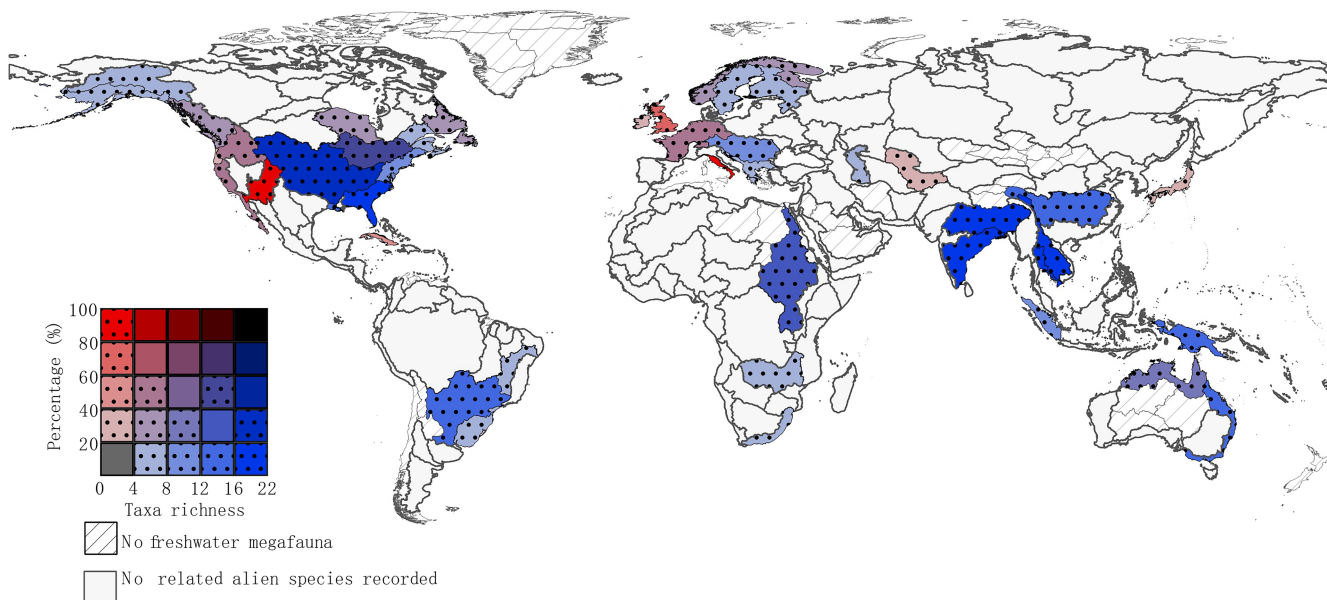 100
80
60
40
20
Percentage (%)
0 4 8 12 16 22
Taxa richness
No freshwater megafauna
No related alien species recorded